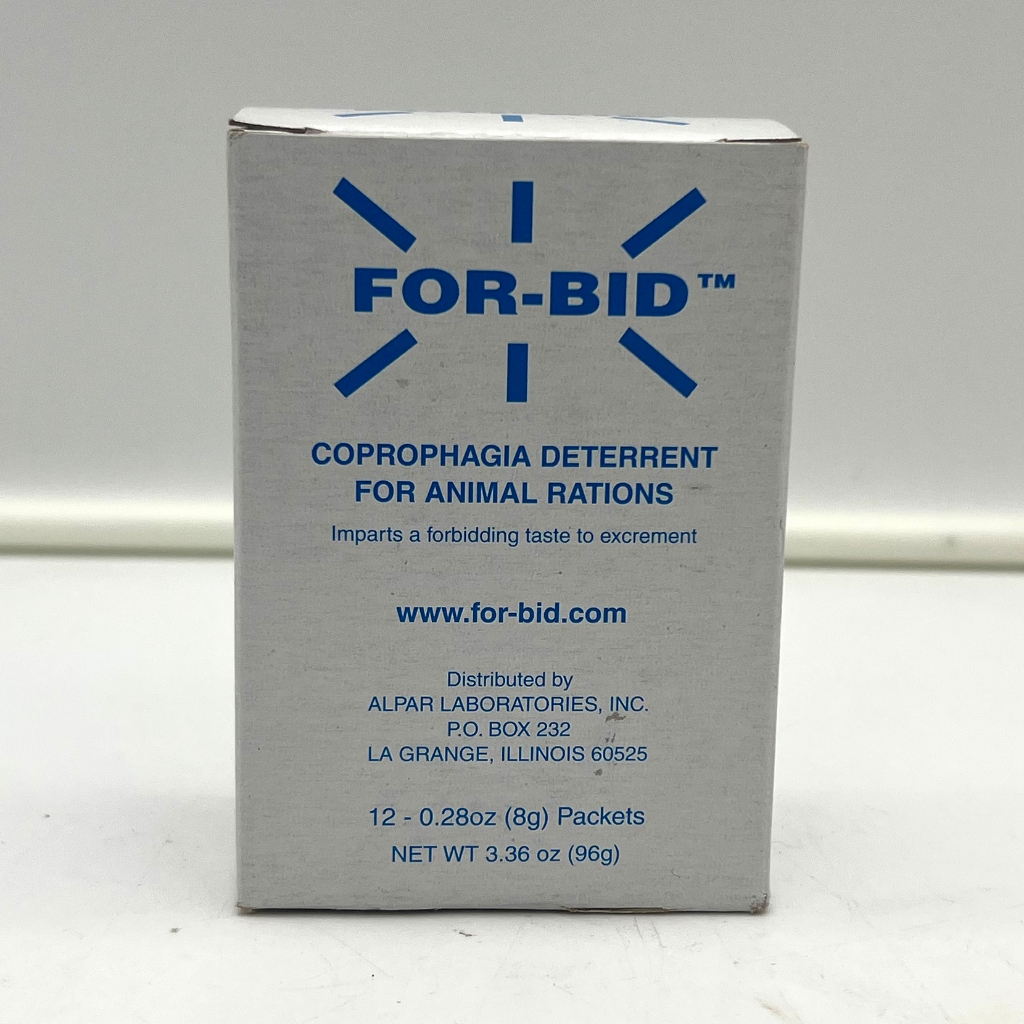 FOR-BID™
COPROPHAGIA DETERRENT
FOR ANIMAL RATIONS
Imparts a forbidding taste to excrement
www.for-bid.com
Distributed by
ALPAR LABORATORIES, INC.
P.O. BOX 232
LA GRANGE, ILLINOIS 60525
12 - 0.28oz (8g) Packets
NET WT 3.36 oz (96g)